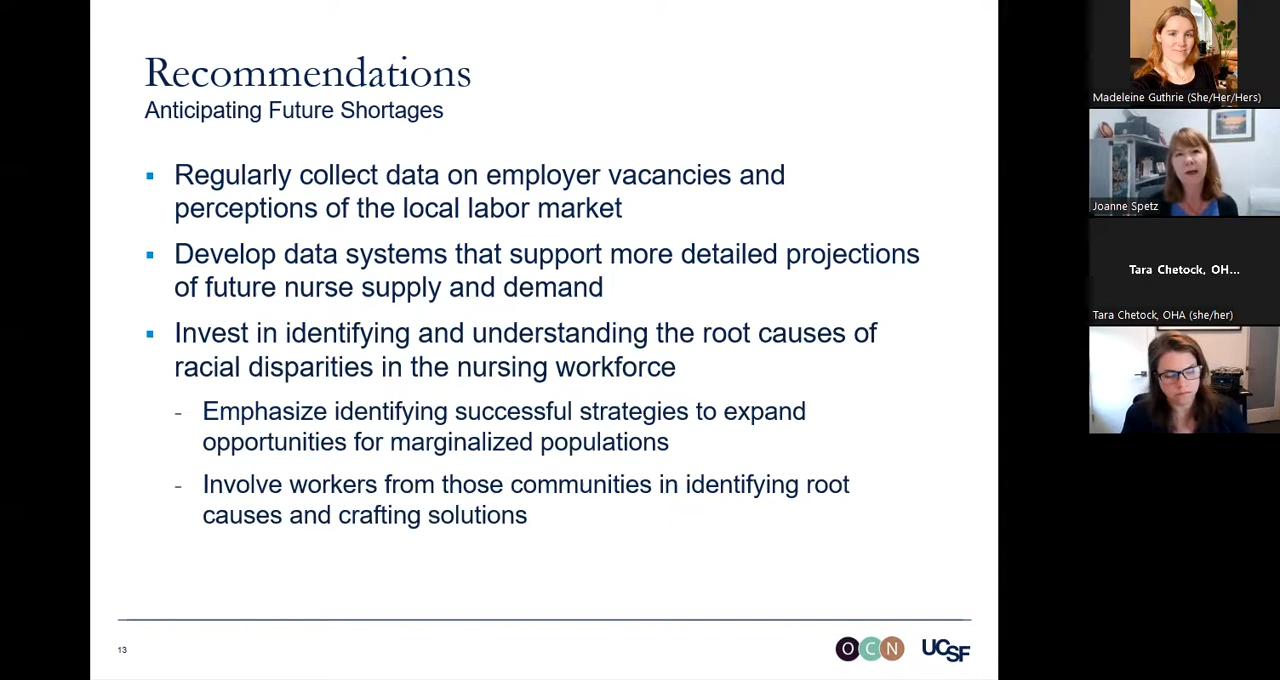 Recommendations
Anticipating Future Shortages
▪ Regularly collect data on employer vacancies and
perceptions of the local labor market
▪ Develop data systems that support more detailed projections
of future nurse supply and demand
▪ Invest in identifying and understanding the root causes of
racial disparities in the nursing workforce
- Emphasize identifying successful strategies to expand
opportunities for marginalized populations
- Involve workers from those communities in identifying root
causes and crafting solutions
13
OCN
UCSF
Madeleine Guthrie (She/Her/Hers)
Joanne Spetz
Tara Chetock, OH...
Tara Chetock, OHA (she/her)